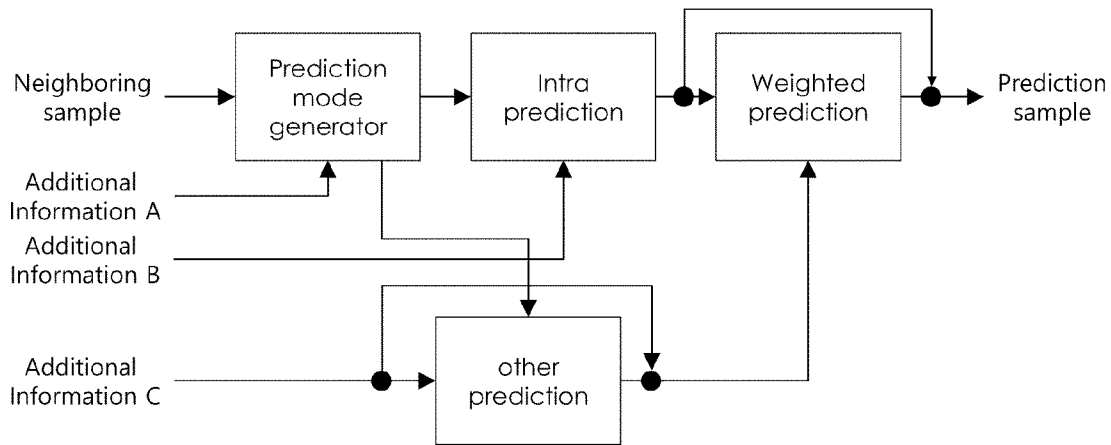 Neighboring
sample
Prediction
mode
generator
Intra
prediction
Weighted
prediction
Prediction
sample
Additional
Information A
Additional
Information B
Additional
Information C
other
prediction